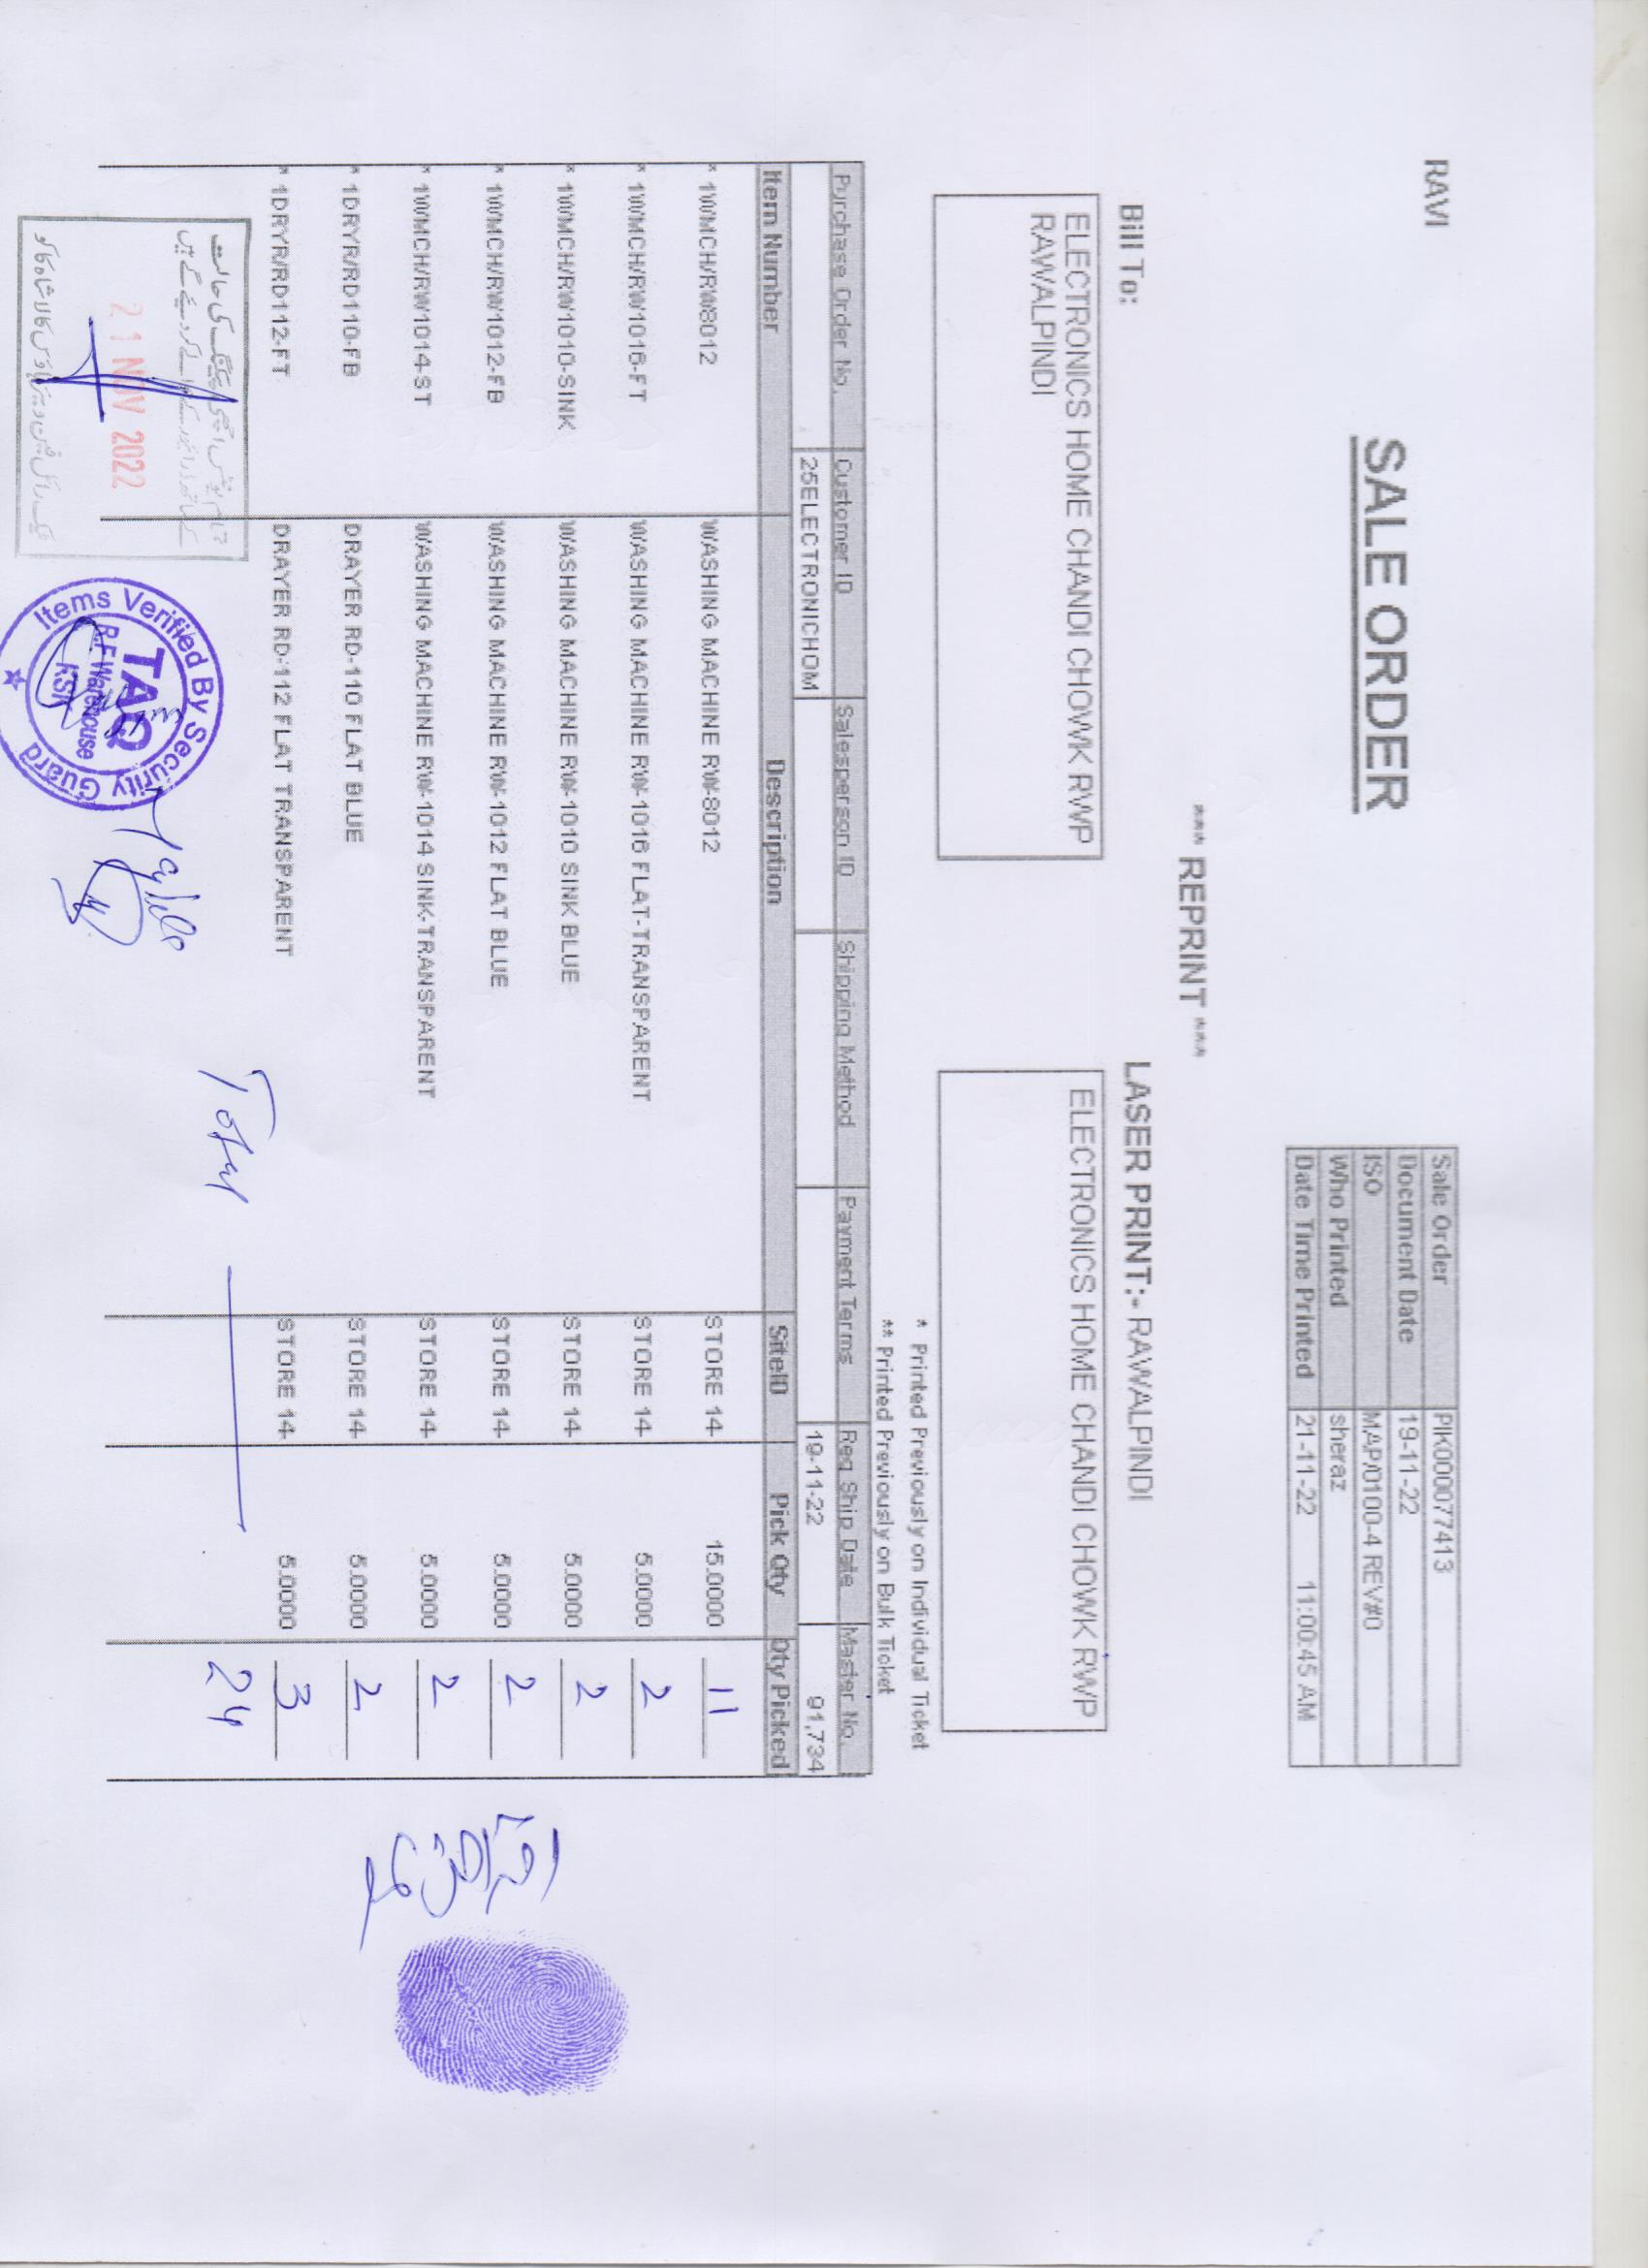 RAVI
SALE ORDER
Sale Order PIK000077413
Document Date 19-11-22
ISO MAP/0100-4 REV#0
Who Printed sheraz
Date Time Printed 21-11-22 11:00:45 AM
*** REPRINT ***
Bill To:
ELECTRONICS HOME CHANDI CHOWK RWP
RAWALPINDI
LASER PRINT:- RAWALPINDI
ELECTRONICS HOME CHANDI CHOWK RWP
* Printed Previously on Individual Ticket
** Printed Previously on Bulk Ticket
Purchase Order No. Customer ID Salesperson ID Shipping Method Payment Terms Req Ship Date Master No.
25ELECTRONICHOM 19-11-22 91,734
Item Number Description SiteID Pick Qty Qty Picked
* 1WMCH/RW8012 WASHING MACHINE RW-8012 STORE 14 15.0000 11
* 1WMCH/RW1016-FT WASHING MACHINE RW-1016 FLAT-TRANSPARENT STORE 14 5.0000 2
* 1WMCH/RW1010-SINK WASHING MACHINE RW-1010 SINK BLUE STORE 14 5.0000 2
* 1WMCH/RW1012-FB WASHING MACHINE RW-1012 FLAT BLUE STORE 14 5.0000 2
* 1WMCH/RW1014-ST WASHING MACHINE RW-1014 SINK-TRANSPARENT STORE 14 5.0000 2
* 1DRYR/RD110-FB DRAYER RD-110 FLAT BLUE STORE 14 5.0000 2
* 1DRYR/RD112-FT DRAYER RD-112 FLAT TRANSPARENT STORE 14 5.0000 3
Total 24
تمام یونٹس اچھی پیکنگ کی حالت
کے ساتھ ڈرائیور کے حوالے کر دیئے گئے ہیں
21 NOV 2022
ٹیک رائل فین ویئر ہاؤس کالا شاہ کاکو
Items Verified By Security Guard
TAQ
R.F Warehouse
KSK